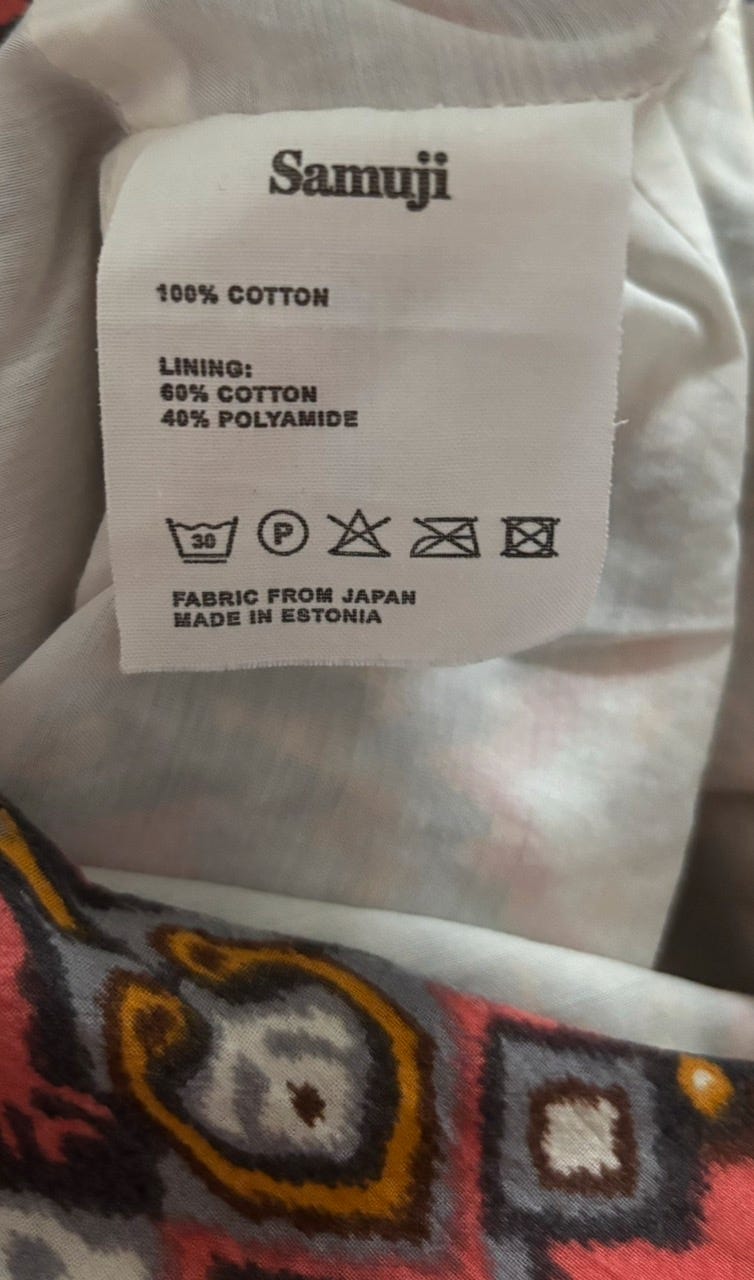 Samuji
100% COTTON
LINING:
60% COTTON
40% POLYAMIDE
30 P
FABRIC FROM JAPAN
MADE IN ESTONIA